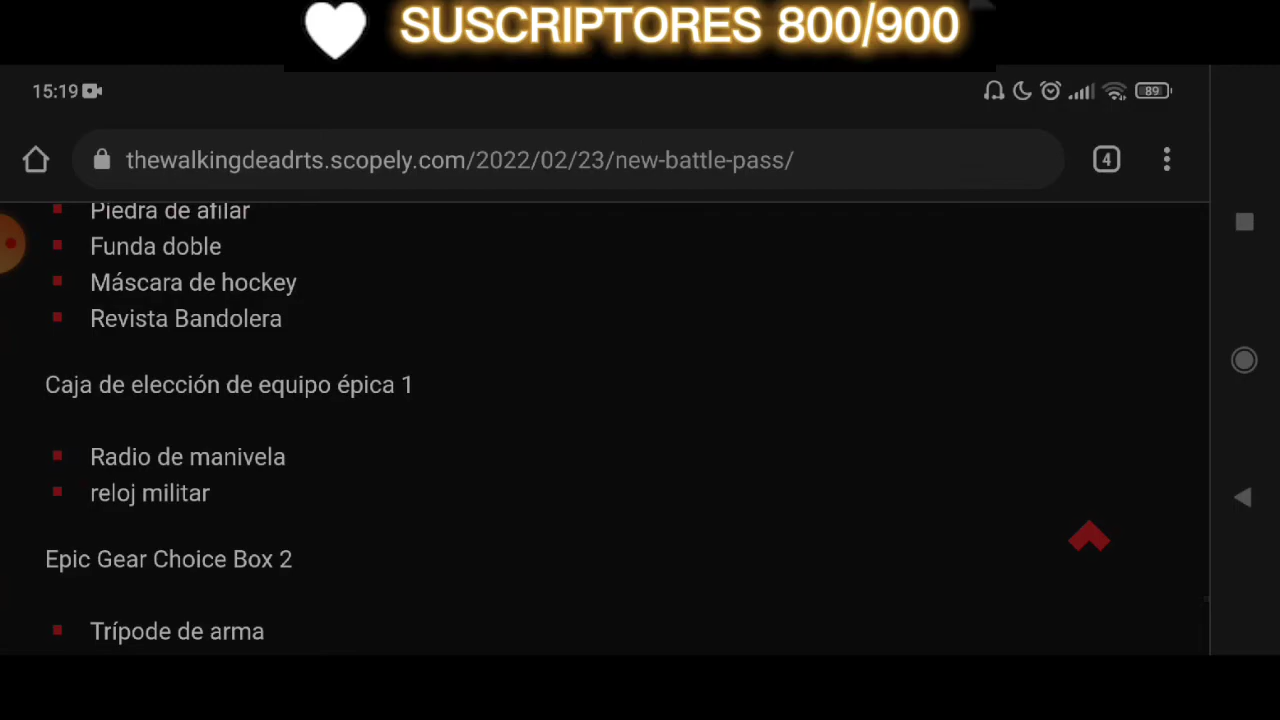 SUSCRIPTORES 800/900
15:19
89
thewalkingdeadrts.scopely.com/2022/02/23/new-battle-pass/
4
Piedra de afilar
Funda doble
Máscara de hockey
Revista Bandolera
Caja de elección de equipo épica 1
Radio de manivela
reloj militar
Epic Gear Choice Box 2
Trípode de arma